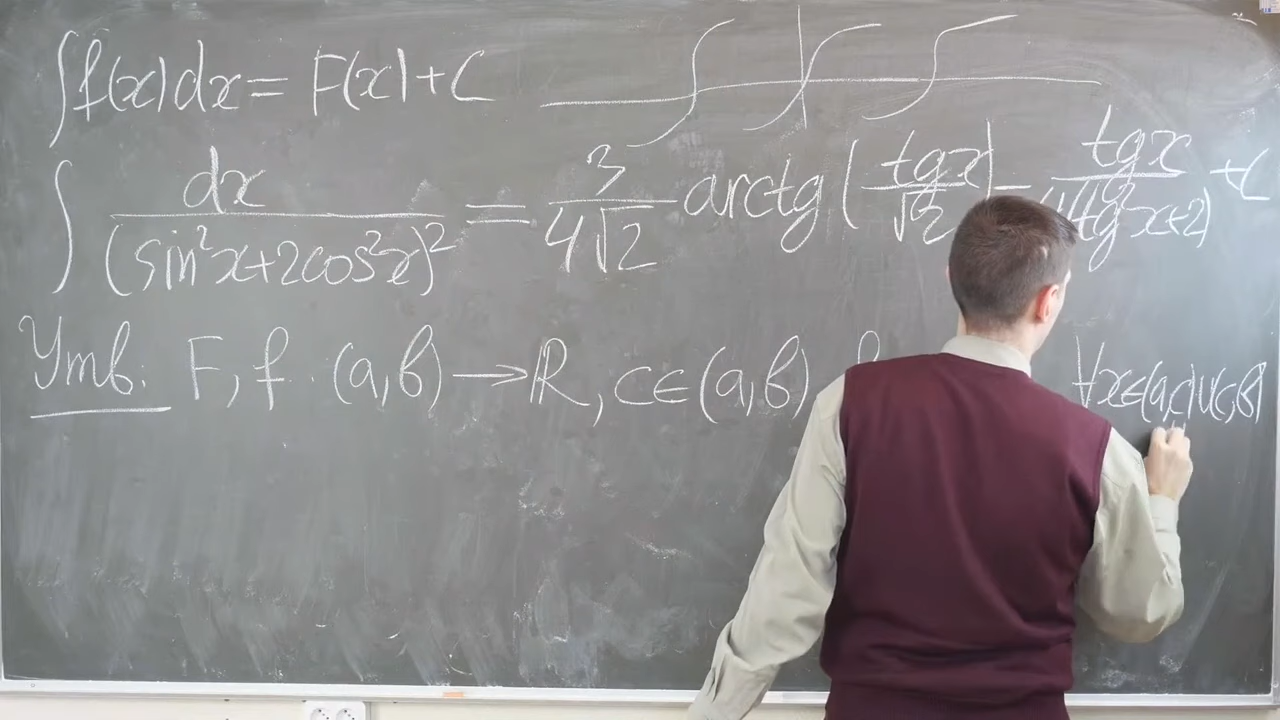 ∫f(x)dx = F(x)+C
∫ dx/(sin²x+2cos²x)² = 3/(4√2) arctg(tgx/√2) - tgx/(4(tg²x+2)) + C
Утв: F, f: (a,b) → ℝ, c∈(a,b) ∀x∈(a,c)∪(c,b)